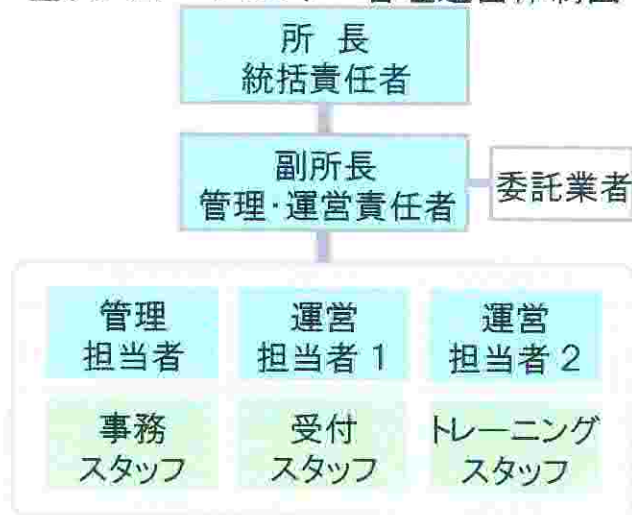 所 長
統括責任者
副所長
管理・運営責任者
委託業者
管理
担当者
運営
担当者1
運営
担当者2
事務
スタッフ
受付
スタッフ
トレーニング
スタッフ